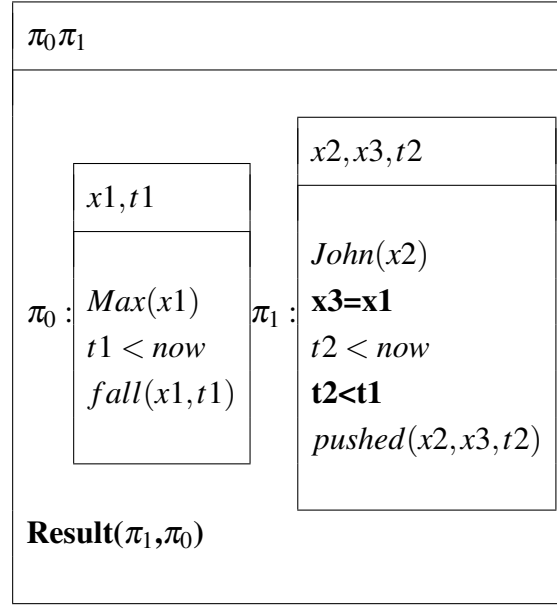 π₀π₁
x1,t1
π₀ :
Max(x1)
t1 < now
fall(x1,t1)
x2,x3,t2
π₁ :
John(x2)
x3=x1
t2 < now
t2<t1
pushed(x2,x3,t2)
Result(π₁,π₀)